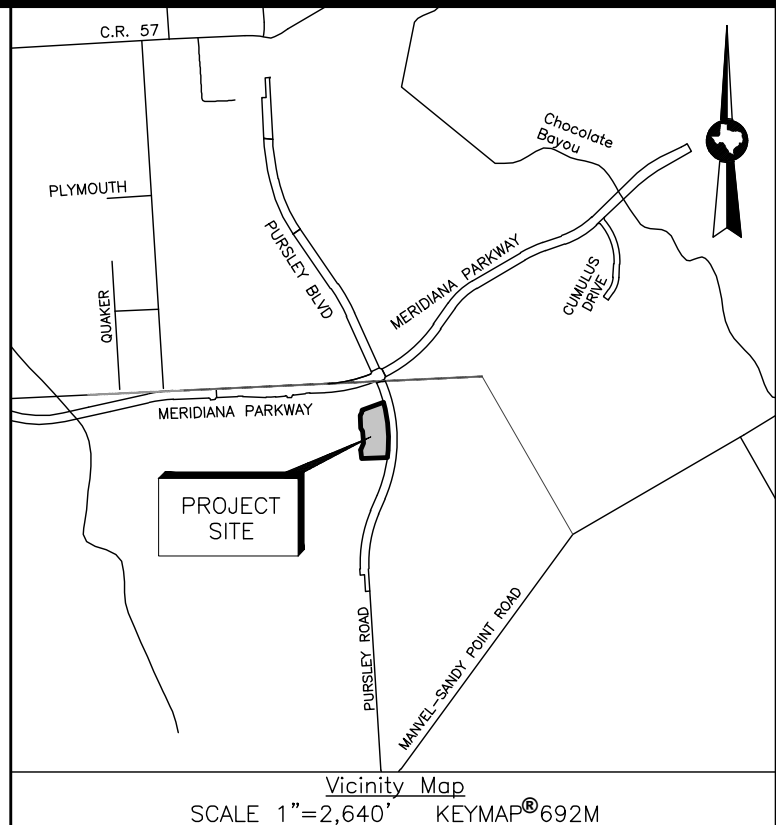 C.R. 57
Chocolate
Bayou
PLYMOUTH
PURSLEY BLVD
MERIDIANA PARKWAY
CUMULUS
DRIVE
QUAKER
MERIDIANA PARKWAY
PROJECT
SITE
PURSLEY ROAD
MANVEL-SANDY POINT ROAD
Vicinity Map
SCALE 1"=2,640' KEYMAP® 692M